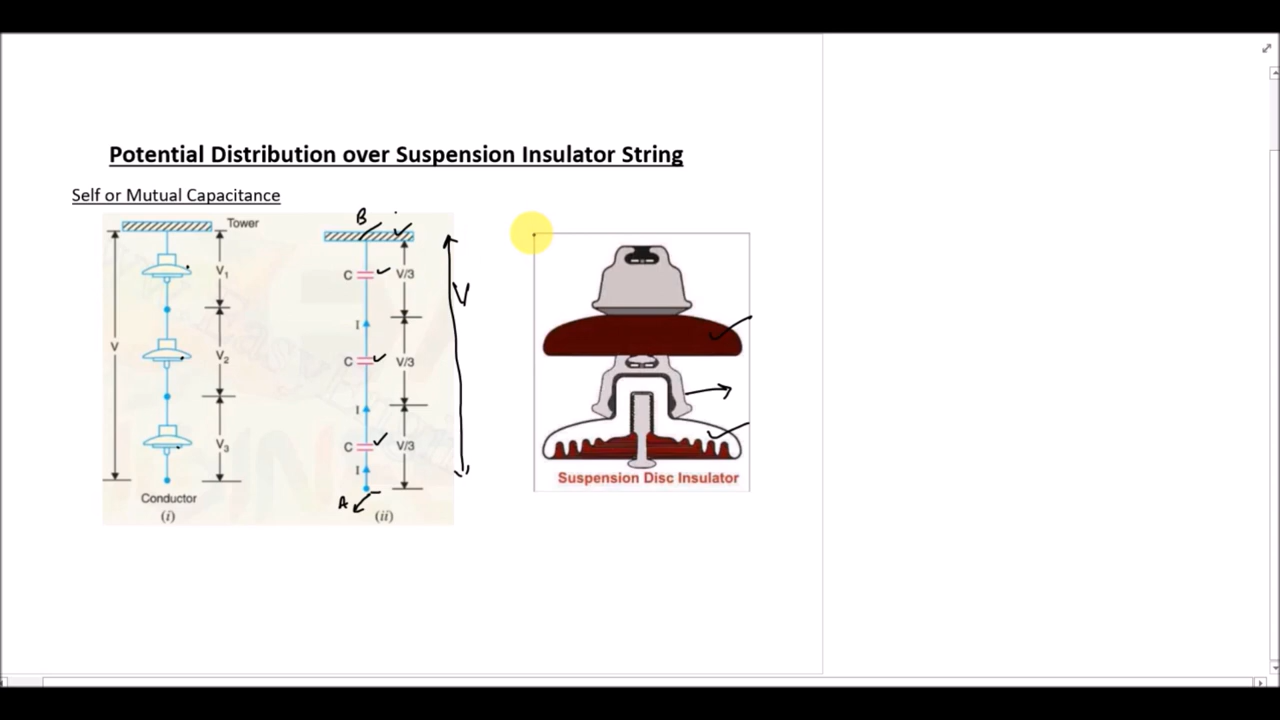 Potential Distribution over Suspension Insulator String
Self or Mutual Capacitance
Tower
V
V1
V2
V3
Conductor
(i)
B
C
V/3
I
C
V/3
I
C
V/3
I
A
(ii)
V
Suspension Disc Insulator